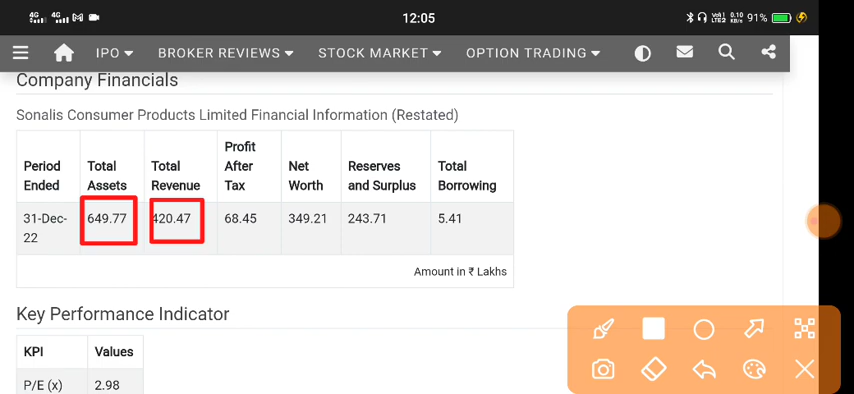 4G 4G 12:05 91%
IPO BROKER REVIEWS STOCK MARKET OPTION TRADING
Company Financials
Sonalis Consumer Products Limited Financial Information (Restated)
Period Ended Total Assets Total Revenue Profit After Tax Net Worth Reserves and Surplus Total Borrowing
31-Dec-22 649.77 420.47 68.45 349.21 243.71 5.41
Amount in ₹ Lakhs
Key Performance Indicator
KPI Values
P/E (x) 2.98